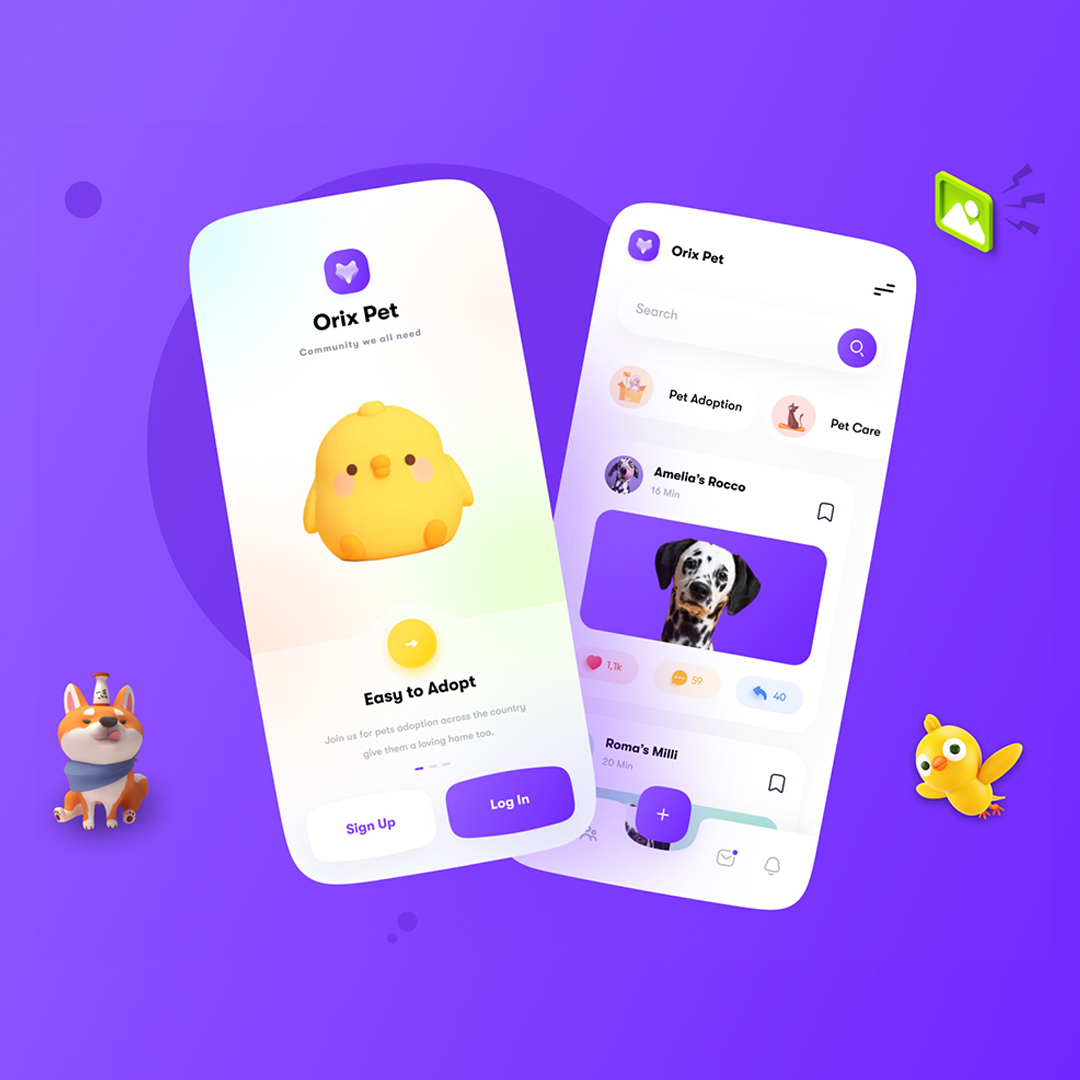 Orix Pet
Community we all need
Easy to Adopt
Join us for pets adoption across the country
give them a loving home too.
Sign Up
Log In
Orix Pet
Search
Pet Adoption
Pet Care
Amelia's Rocco
16 Min
1,1k
59
40
Roma's Milli
20 Min